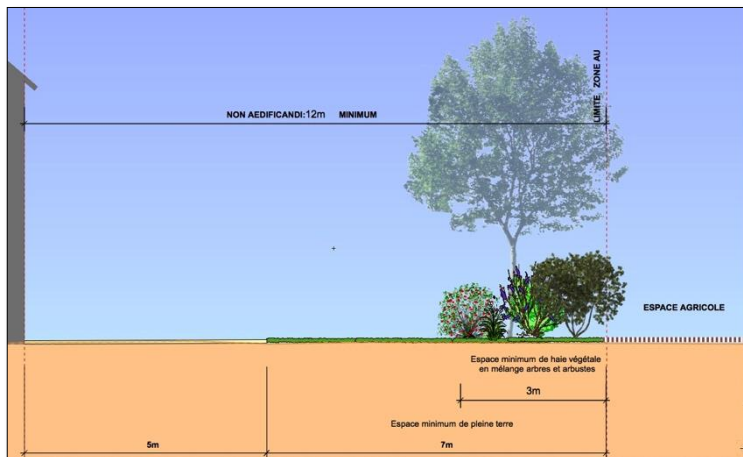 LIMITE ZONE AU
NON AEDIFICANDI:12m MINIMUM
ESPACE AGRICOLE
Espace minimum de haie végétale
en mélange arbres et arbustes
3m
Espace minimum de pleine terre
5m
7m